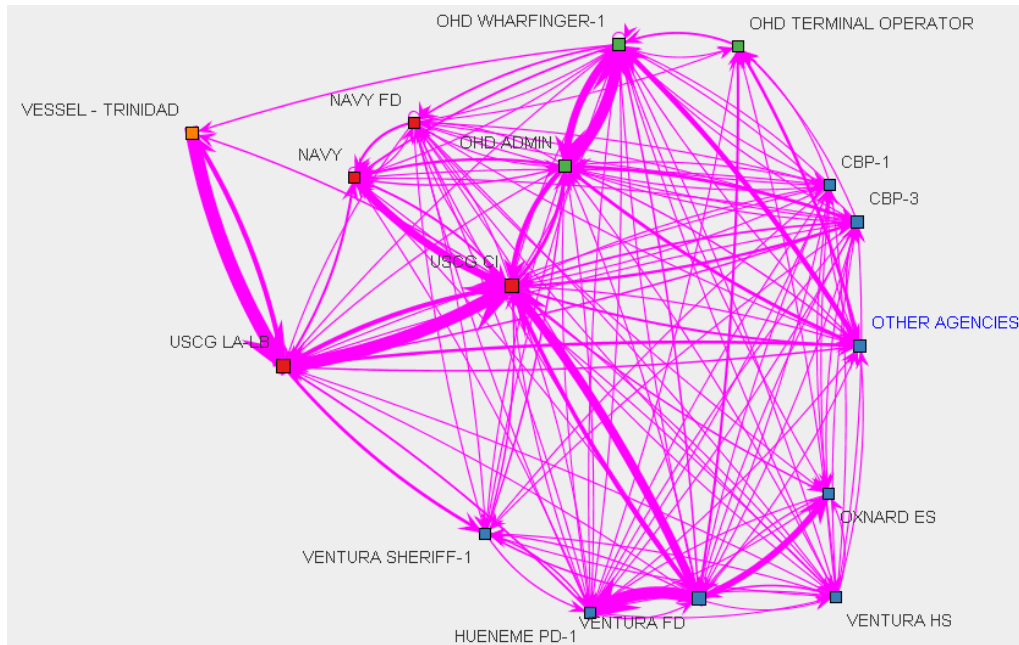 OHD WHARFINGER-1
OHD TERMINAL OPERATOR
VESSEL - TRINIDAD
NAVY FD
OHD ADMIN
NAVY
CBP-1
CBP-3
USCG CI
OTHER AGENCIES
USCG LA-LB
OXNARD ES
VENTURA SHERIFF-1
VENTURA FD
VENTURA HS
HUENEME PD-1